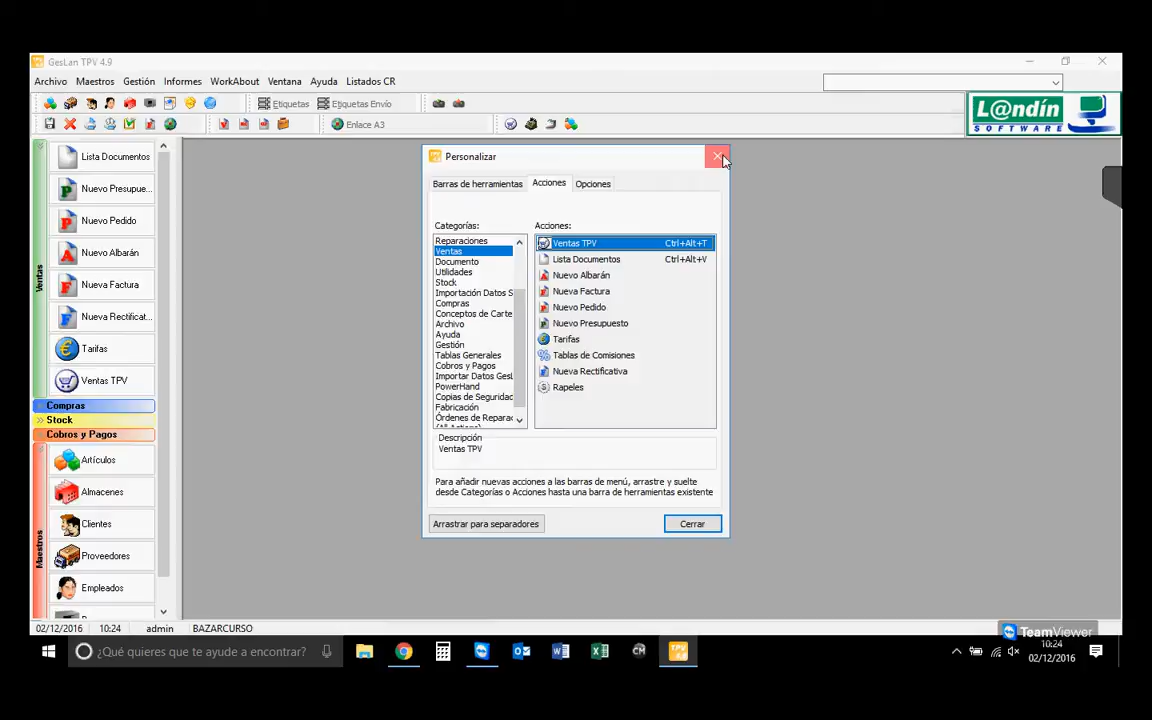 GesLan TPV 4.9
Archivo Maestros Gestión Informes WorkAbout Ventana Ayuda Listados CR
Etiquetas Etiquetas Envío
Enlace A3
L@ndín
SOFTWARE
Ventas
Lista Documentos
Nuevo Presupue...
Nuevo Pedido
Nuevo Albarán
Nueva Factura
Nueva Rectificat...
Tarifas
Ventas TPV
Compras
Stock
Cobros y Pagos
Maestros
Artículos
Almacenes
Clientes
Proveedores
Empleados
Personalizar
Barras de herramientas Acciones Opciones
Categorías:
Reparaciones
Ventas
Documento
Utilidades
Stock
Importación Datos S
Compras
Conceptos de Carte
Archivo
Ayuda
Gestión
Tablas Generales
Cobros y Pagos
Importar Datos GesL
PowerHand
Copias de Seguridad
Fabricación
Órdenes de Reparac
Acciones:
Ventas TPV Ctrl+Alt+T
Lista Documentos Ctrl+Alt+V
Nuevo Albarán
Nueva Factura
Nuevo Pedido
Nuevo Presupuesto
Tarifas
Tablas de Comisiones
Nueva Rectificativa
Rapeles
Descripción
Ventas TPV
Para añadir nuevas acciones a las barras de menú, arrastre y suelte
desde Categorías o Acciones hasta una barra de herramientas existente
Arrastrar para separadores Cerrar
02/12/2016 10:24 admin BAZARCURSO
TeamViewer
¿Qué quieres que te ayude a encontrar?
10:24
02/12/2016